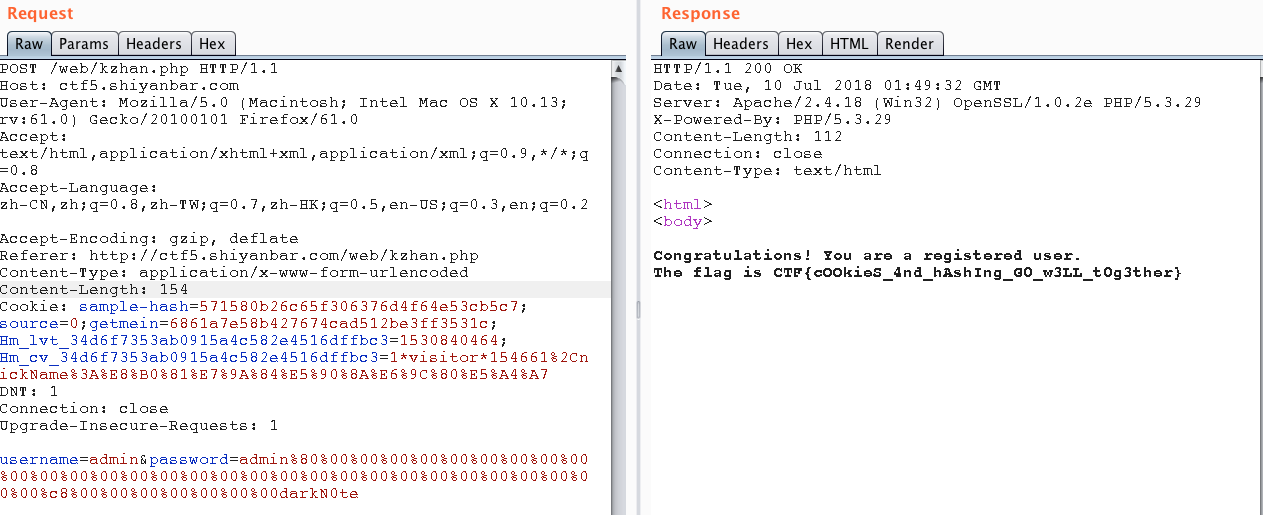 Request
Raw Params Headers Hex
POST /web/kzhan.php HTTP/1.1
Host: ctf5.shiyanbar.com
User-Agent: Mozilla/5.0 (Macintosh; Intel Mac OS X 10.13;
rv:61.0) Gecko/20100101 Firefox/61.0
Accept:
text/html,application/xhtml+xml,application/xml;q=0.9,*/*;q
=0.8
Accept-Language:
zh-CN,zh;q=0.8,zh-TW;q=0.7,zh-HK;q=0.5,en-US;q=0.3,en;q=0.2
Accept-Encoding: gzip, deflate
Referer: http://ctf5.shiyanbar.com/web/kzhan.php
Content-Type: application/x-www-form-urlencoded
Content-Length: 154
Cookie: sample-hash=571580b26c65f306376d4f64e53cb5c7;
source=0;getmein=6861a7e58b427674cad512be3ff3531c;
Hm_lvt_34d6f7353ab0915a4c582e4516dffbc3=1530840464;
Hm_cv_34d6f7353ab0915a4c582e4516dffbc3=1*visitor*154661%2Cn
ickName%3A%E8%B0%81%E7%9A%84%E5%90%8A%E6%9C%80%E5%A4%A7
DNT: 1
Connection: close
Upgrade-Insecure-Requests: 1
username=admin&password=admin%80%00%00%00%00%00%00%00%00%00
%00%00%00%00%00%00%00%00%00%00%00%00%00%00%00%00%00%00%00%0
0%00%c8%00%00%00%00%00%00%00darkN0te
Response
Raw Headers Hex HTML Render
HTTP/1.1 200 OK
Date: Tue, 10 Jul 2018 01:49:32 GMT
Server: Apache/2.4.18 (Win32) OpenSSL/1.0.2e PHP/5.3.29
X-Powered-By: PHP/5.3.29
Content-Length: 112
Connection: close
Content-Type: text/html
<html>
<body>
Congratulations! You are a registered user.
The flag is CTF{cOOkieS_4nd_hAshIng_GO_w3LL_tOg3ther}